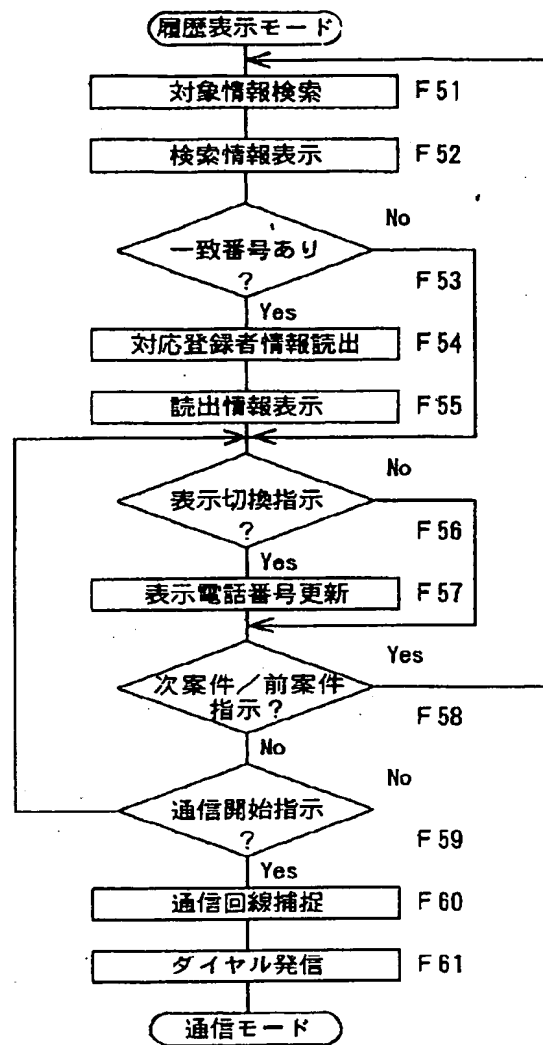 履歴表示モード
対象情報検索 F51
検索情報表示 F52
No
一致番号あり
? F53
Yes
対応登録者情報読出 F54
読出情報表示 F55
No
表示切換指示
? F56
Yes
表示電話番号更新 F57
Yes
次案件／前案件
指示? F58
No
No
通信開始指示
? F59
Yes
通信回線捕捉 F60
ダイヤル発信 F61
通信モード